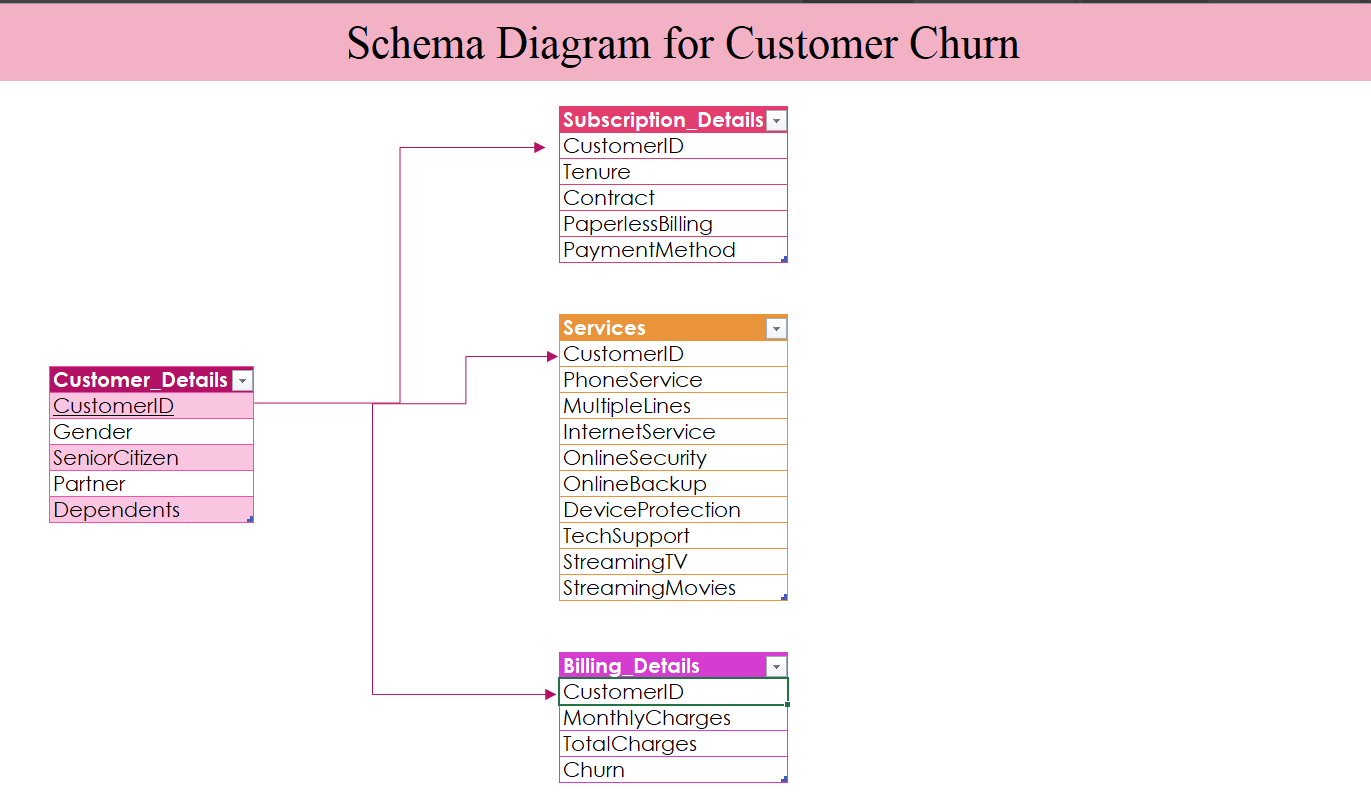 Schema Diagram for Customer Churn
Subscription_Details
CustomerID
Tenure
Contract
PaperlessBilling
PaymentMethod
Services
CustomerID
PhoneService
MultipleLines
InternetService
OnlineSecurity
OnlineBackup
DeviceProtection
TechSupport
StreamingTV
StreamingMovies
Customer_Details
CustomerID
Gender
SeniorCitizen
Partner
Dependents
Billing_Details
CustomerID
MonthlyCharges
TotalCharges
Churn